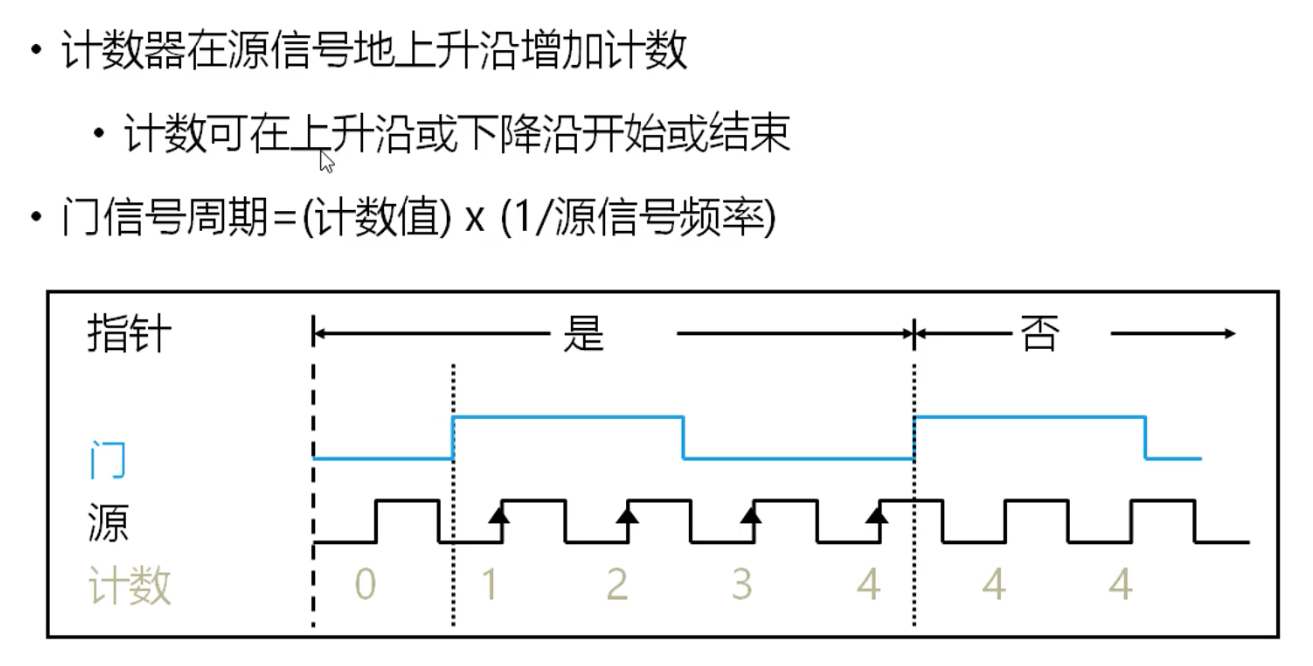 • 计数器在源信号地上升沿增加计数
• 计数可在上升沿或下降沿开始或结束
• 门信号周期=(计数值) x (1/源信号频率)
指针 是 否
门
源
计数 0 1 2 3 4 4 4